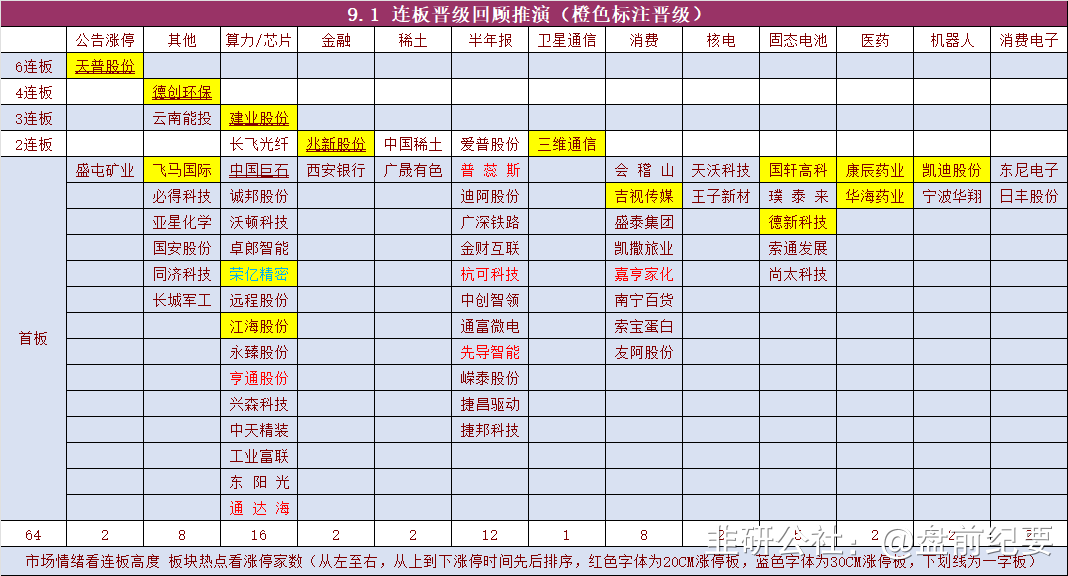 9.1 连板晋级回顾推演（橙色标注晋级）
公告涨停 其他 算力/芯片 金融 稀土 半年报 卫星通信 消费 核电 固态电池 医药 机器人 消费电子
6连板 天普股份
4连板 德创环保
3连板 云南能投 建业股份
2连板 长飞光纤 兆新股份 中国稀土 爱普股份 三维通信
盛屯矿业 飞马国际 中国巨石 西安银行 广晟有色 普蕊斯 会稽山 天沃科技 国轩高科 康辰药业 凯迪股份 东尼电子
必得科技 诚邦股份 迪阿股份 吉视传媒 王子新材 璞泰来 华海药业 宁波华翔 日丰股份
亚星化学 沃顿科技 广深铁路 盛泰集团 德新科技
国安股份 卓郎智能 金财互联 凯撒旅业 索通发展
同济科技 荣亿精密 杭可科技 嘉亨家化 尚太科技
长城军工 远程股份 中创智领 南宁百货
首板 江海股份 通富微电 索宝蛋白
永臻股份 先导智能 友阿股份
亨通股份 嵘泰股份
兴森科技 捷昌驱动
中天精装 捷邦科技
工业富联
东阳光
通达海
64 2 8 16 2 2 12 1 8 2
市场情绪看连板高度 板块热点看涨停家数（从左至右，从上到下涨停时间先后排序，红色字体为20CM涨停板，蓝色字体为30CM涨停板，下划线为一字板）
非研公社：@盘前纪要